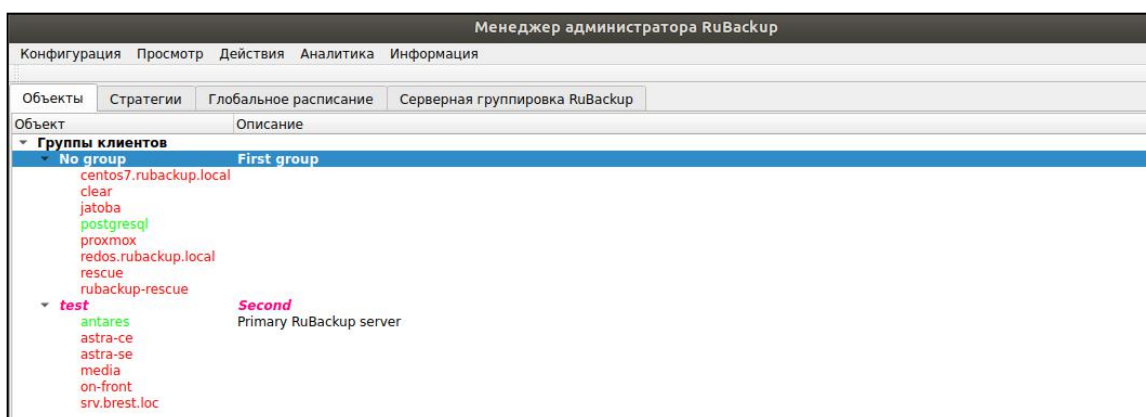 Менеджер администратора RuBackup
Конфигурация Просмотр Действия Аналитика Информация
Объекты Стратегии Глобальное расписание Серверная группировка RuBackup
Объект Описание
Группы клиентов
No group First group
centos7.rubackup.local
clear
jatoba
postgresql
proxmox
redos.rubackup.local
rescue
rubackup-rescue
test Second
antares Primary RuBackup server
astra-ce
astra-se
media
on-front
srv.brest.loc